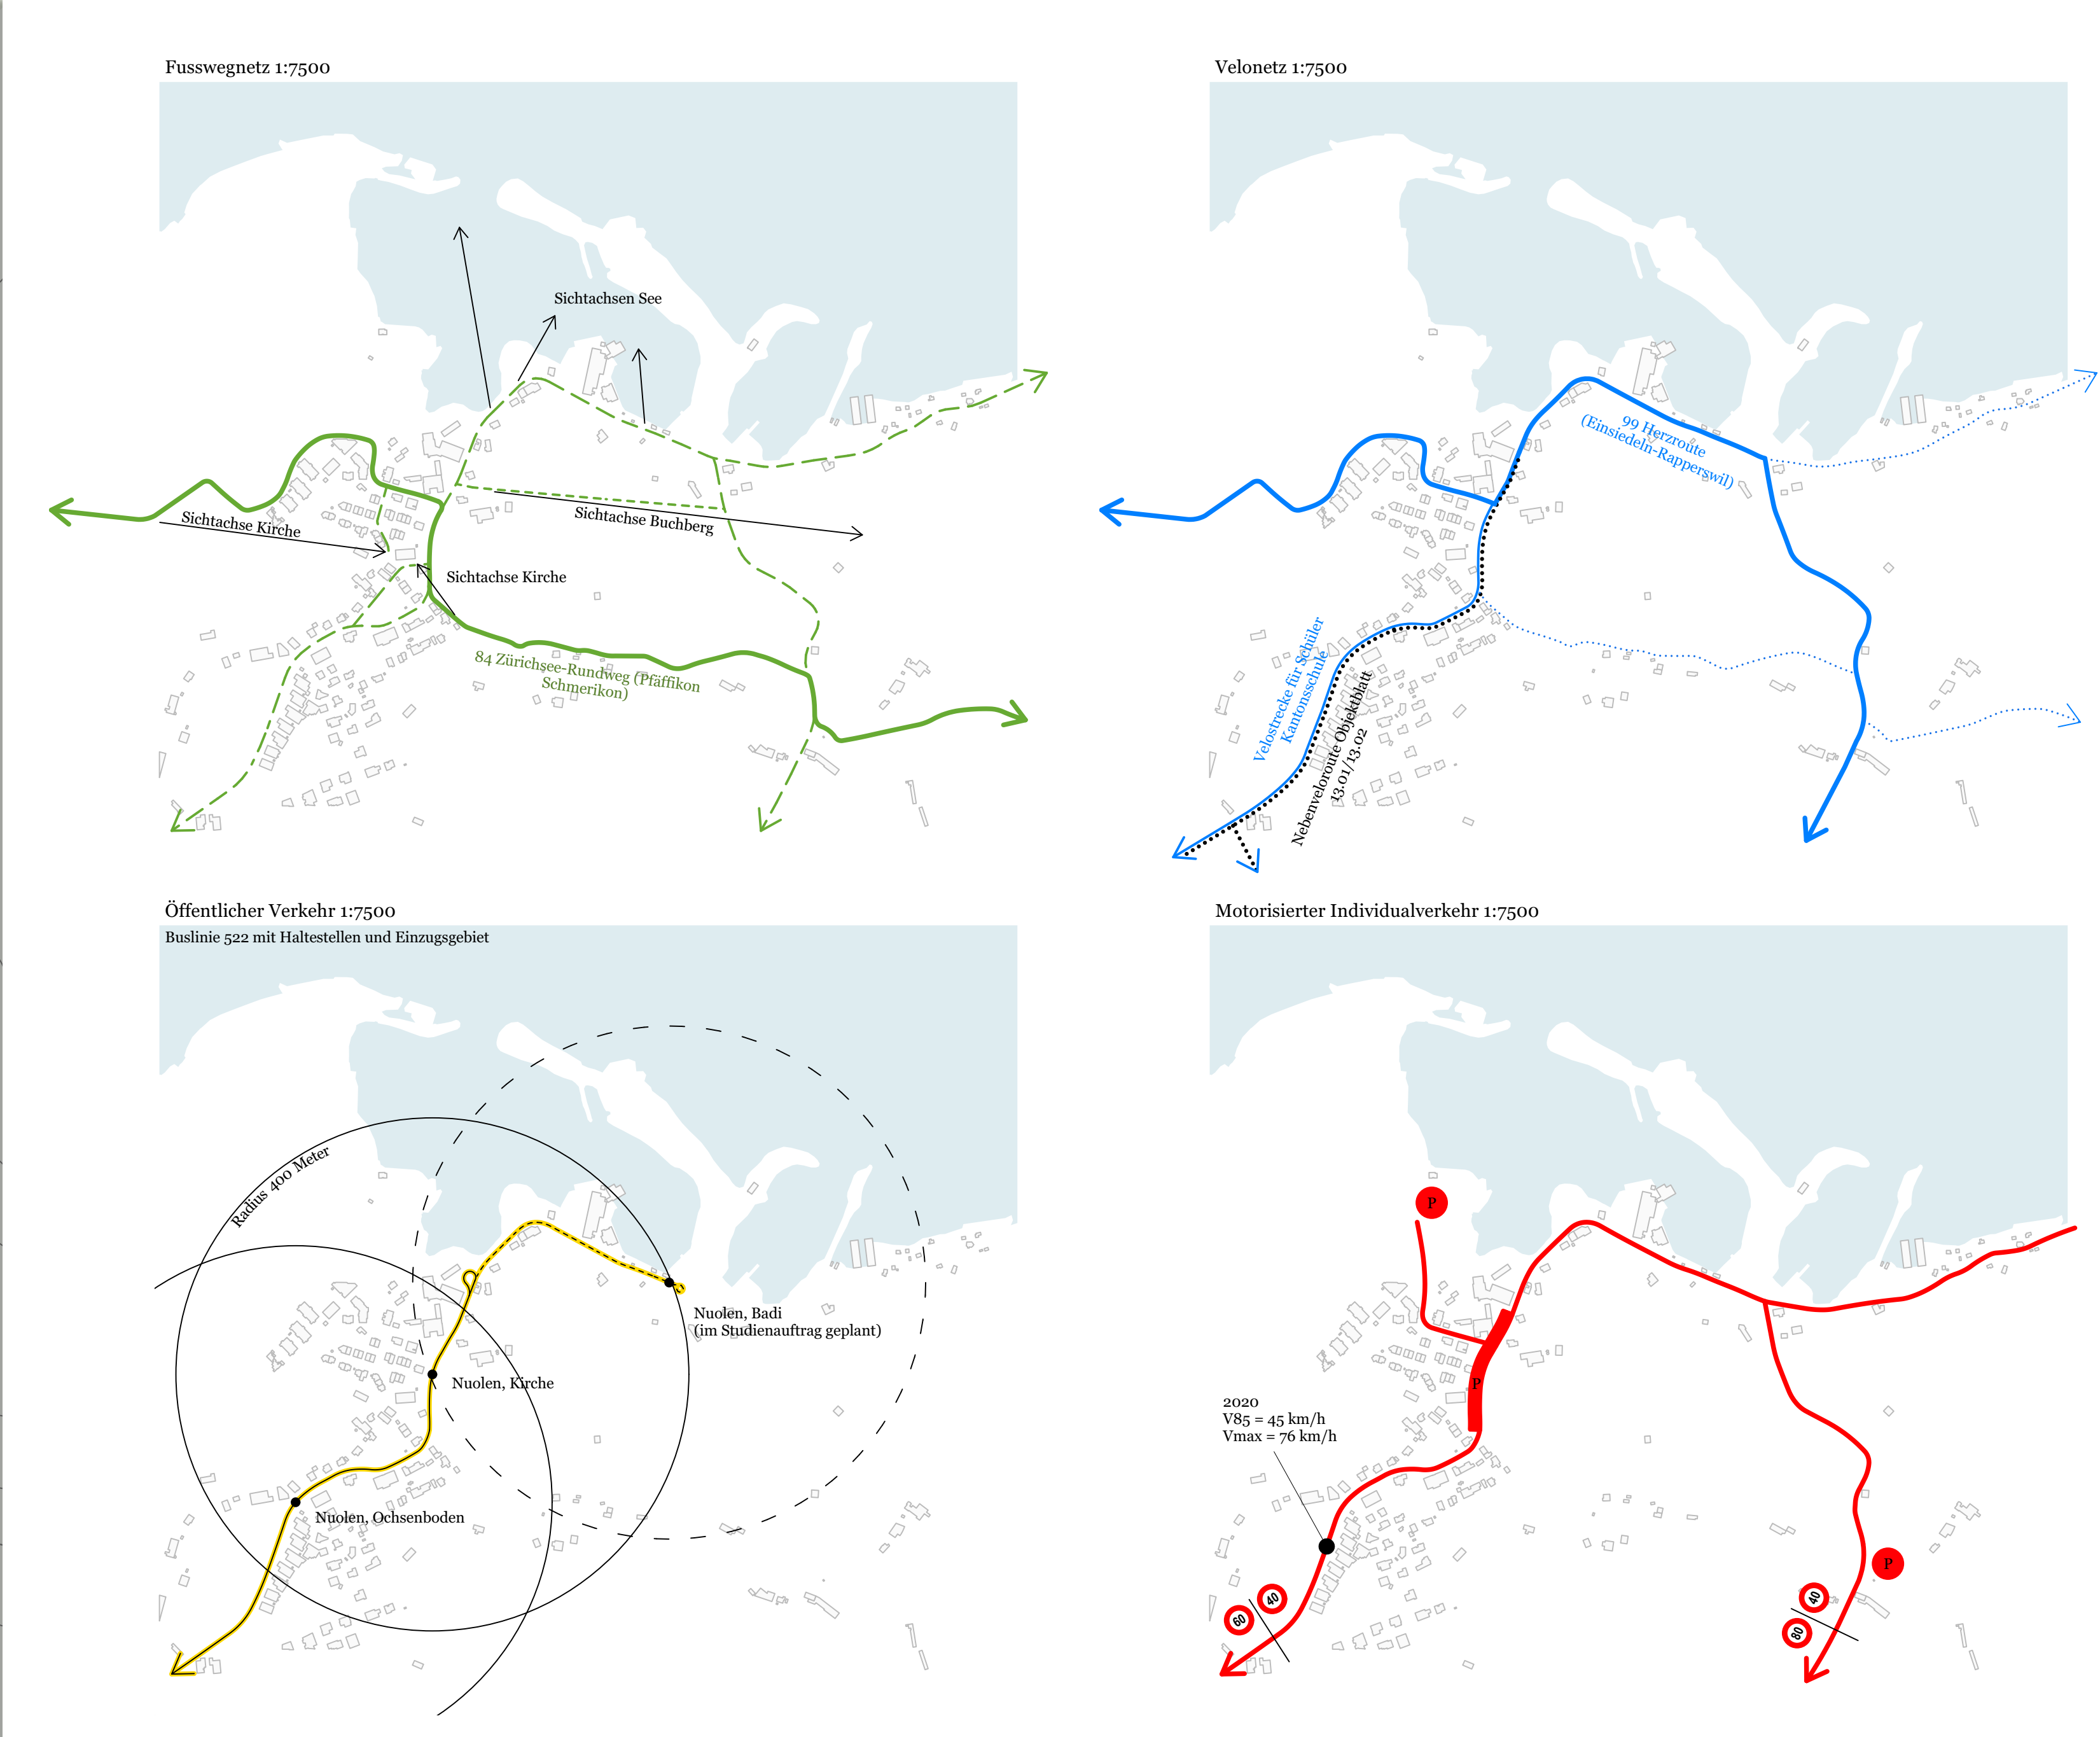 Fusswegnetz 1:7500
Sichtachsen See
Sichtachse Kirche
Sichtachse Buchberg
Sichtachse Kirche
84 Zürichsee-Rundweg (Pfäffikon
Schmerikon)
Velonetz 1:7500
99 Herzroute
(Einsiedeln-Rapperswil)
Velostrecke für Schüler
Kantonsschule
Nebenveloroute Objektblatt
13.01/13.02
Öffentlicher Verkehr 1:7500
Buslinie 522 mit Haltestellen und Einzugsgebiet
Radius 400 Meter
Nuolen, Badi
(im Studienauftrag geplant)
Nuolen, Kirche
Nuolen, Ochsenboden
Motorisierter Individualverkehr 1:7500
P
P
2020
V85 = 45 km/h
Vmax = 76 km/h
P
60
40
40
80